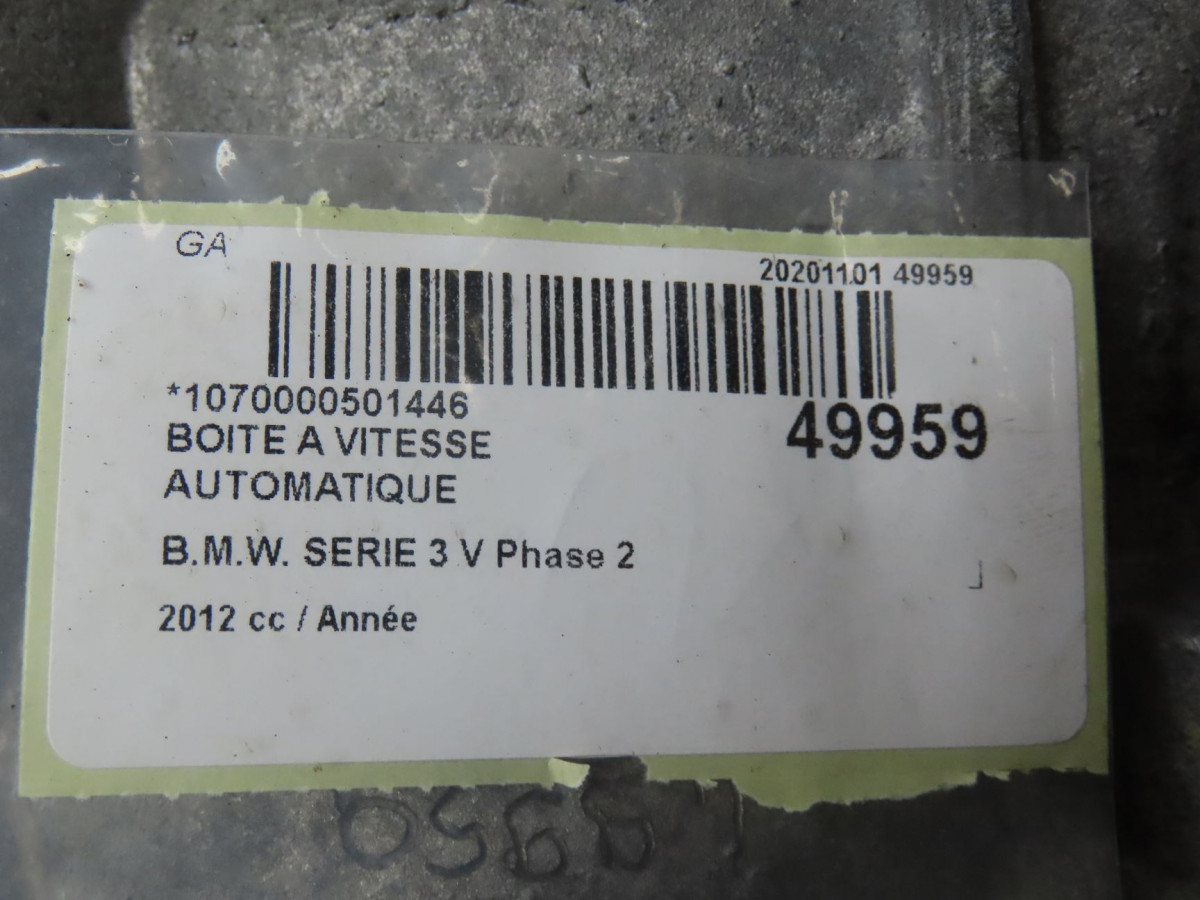 GA
20201101 49959
*1070000501446
49959
BOITE A VITESSE
AUTOMATIQUE
B.M.W. SERIE 3 V Phase 2
2012 cc / Année